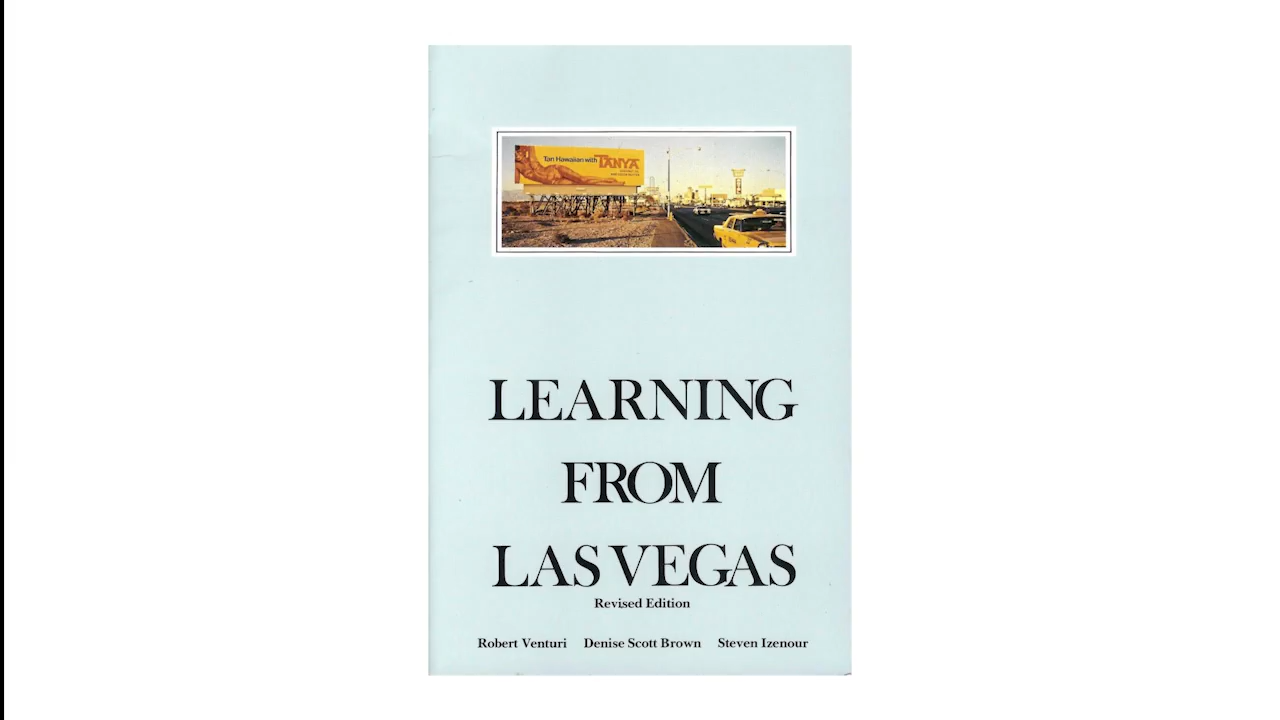 Tan Hawaiian with TANYA
LEARNING
FROM
LAS VEGAS
Revised Edition
Robert Venturi Denise Scott Brown Steven Izenour